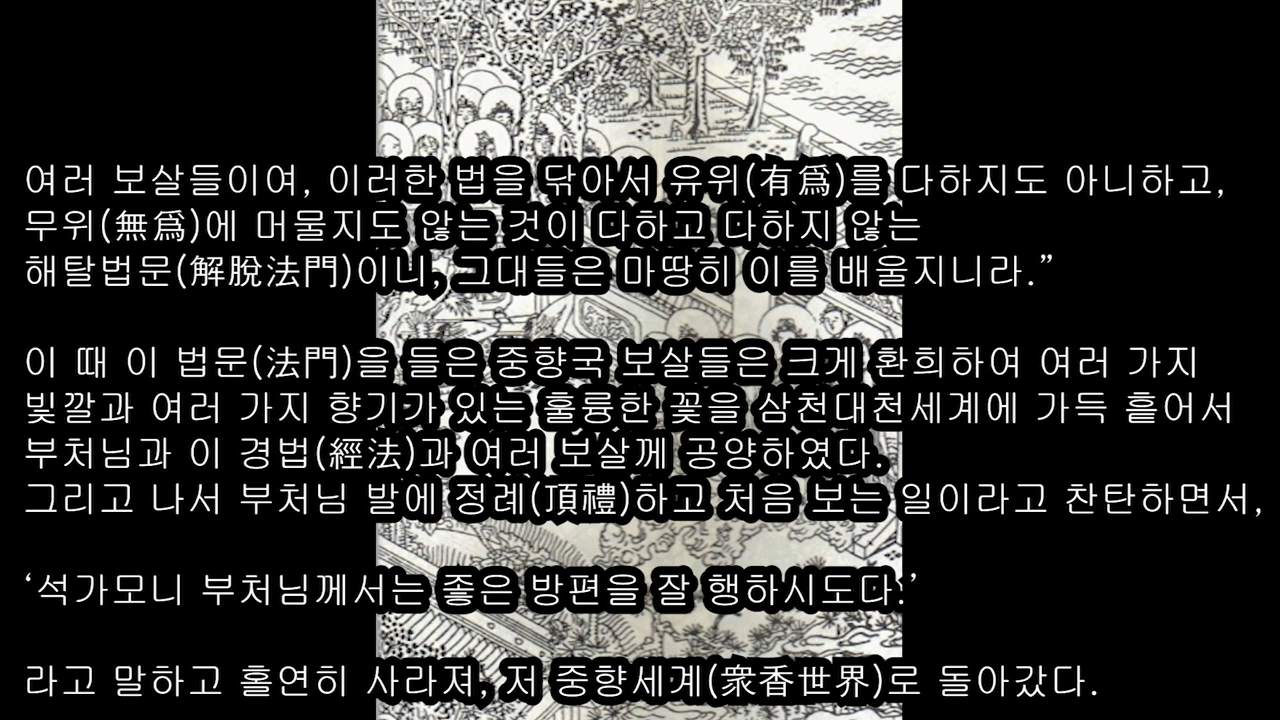 여러 보살들이여, 이러한 법을 닦아서 유위(有爲)를 다하지도 아니하고,
무위(無爲)에 머물지도 않는 것이 다하고 다하지 않는
해탈법문(解脫法門)이니, 그대들은 마땅히 이를 배울지니라.”
이 때 이 법문(法門)을 들은 중향국 보살들은 크게 환희하여 여러 가지
빛깔과 여러 가지 향기가 있는 훌륭한 꽃을 삼천대천세계에 가득 흩어서
부처님과 이 경법(經法)과 여러 보살께 공양하였다.
그리고 나서 부처님 발에 정례(頂禮)하고 처음 보는 일이라고 찬탄하면서,
‘석가모니 부처님께서는 좋은 방편을 잘 행하시도다.’
라고 말하고 홀연히 사라져, 저 중향세계(衆香世界)로 돌아갔다.